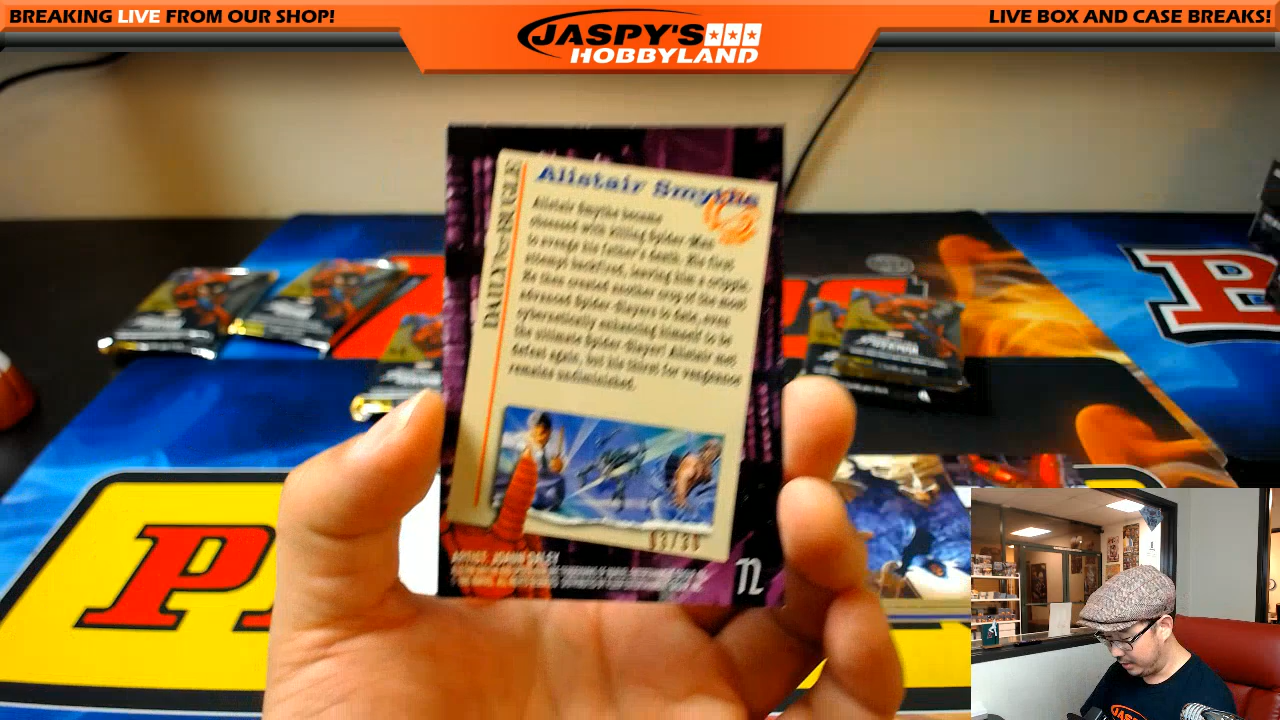 BREAKING LIVE FROM OUR SHOP!
JASPY'S
HOBBYLAND
LIVE BOX AND CASE BREAKS!
DAILY BUGLE
Alistair Smythe
Alistair Smythe became
obsessed with killing Spider-Man
to avenge his father's death. His first
attempt backfired, leaving him a cripple.
He then created another crop of the most
advanced Spider-Slayers to date, even
cybernetically enhancing himself to be
the ultimate Spider-Slayer! Alistair met
defeat again, but his thirst for vengeance
remains undiminished.
ARTIST:
72
P
P
JASPY'S